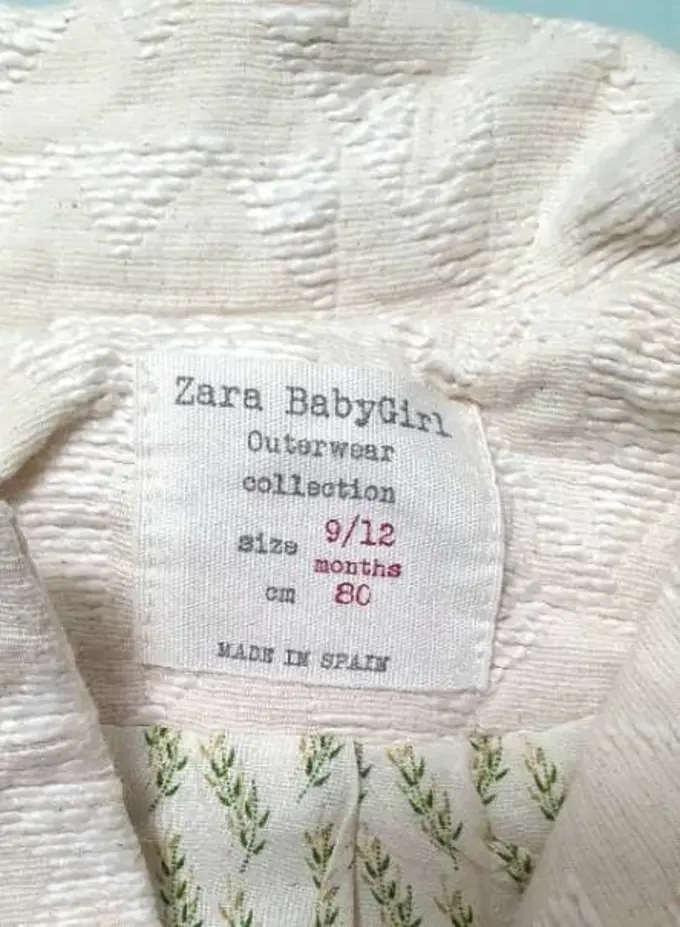 Zara BabyGirl
Outerwear
collection
size 9/12
months
cm 80
MADE IN SPAIN